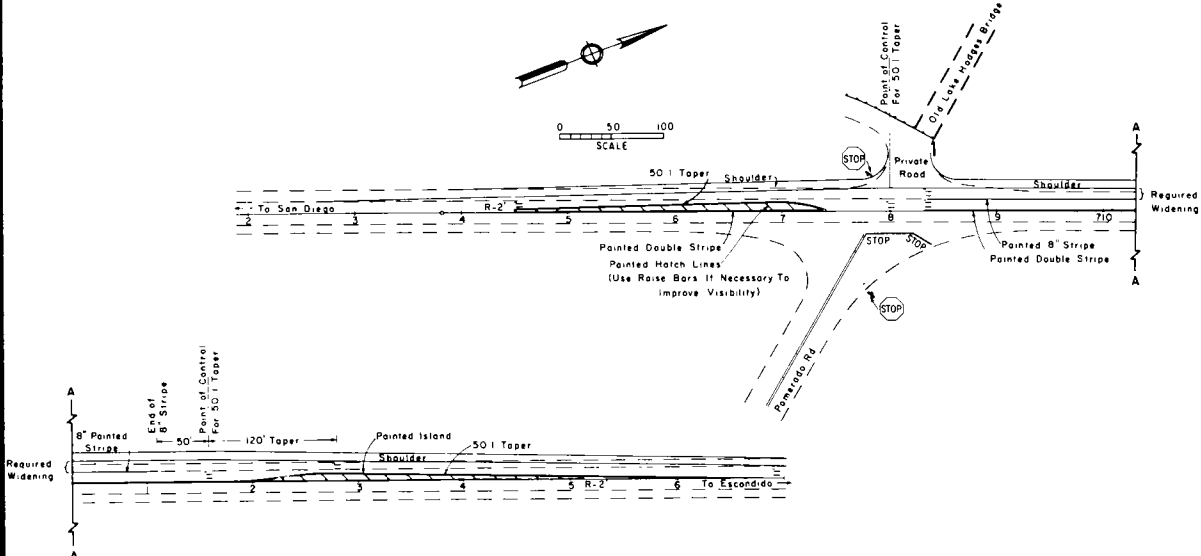 Point of Control
For 50:1 Taper
Old Lake Hodges Bridge
0 50 100
SCALE
STOP
Private
Road
A
50:1 Taper
Shoulder
Shoulder
Required
Widening
To San Diego
R-2'
2 3 4 5 6 7 8 9 710
Painted Double Stripe
Painted Hatch Lines
(Use Raise Bars If Necessary To
Improve Visibility)
STOP
STOP
Painted 8" Stripe
Painted Double Stripe
A
STOP
Pomerado Rd
A
End of
8" Stripe
Point of Control
For 50:1 Taper
8" Painted
Stripe
50'
120' Taper
Painted Island
50:1 Taper
Shoulder
Required
Widening
2 3 4 5 R-2' 6 To Escondido
A